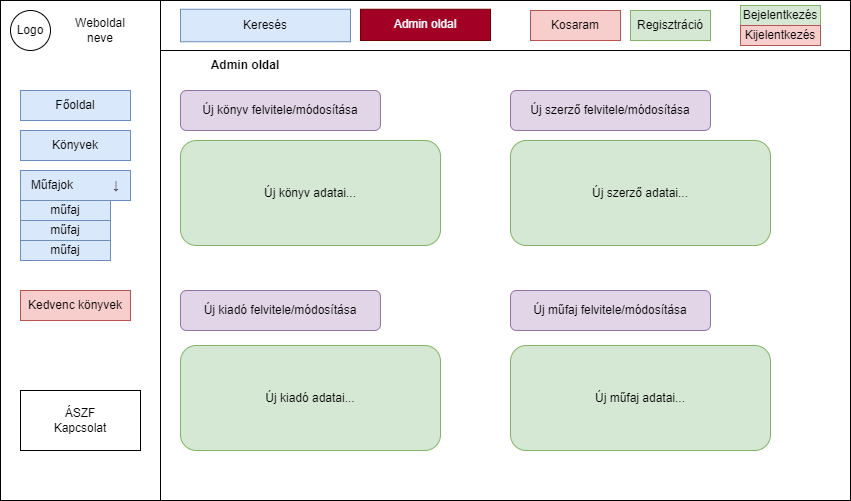 Logo
Weboldal
neve
Keresés
Admin oldal
Kosaram
Regisztráció
Bejelentkezés
Kijelentkezés
Admin oldal
Főoldal
Könyvek
Műfajok ↓
műfaj
műfaj
műfaj
Kedvenc könyvek
ÁSZF
Kapcsolat
Új könyv felvitele/módosítása
Új szerző felvitele/módosítása
Új könyv adatai...
Új szerző adatai...
Új kiadó felvitele/módosítása
Új műfaj felvitele/módosítása
Új kiadó adatai...
Új műfaj adatai...